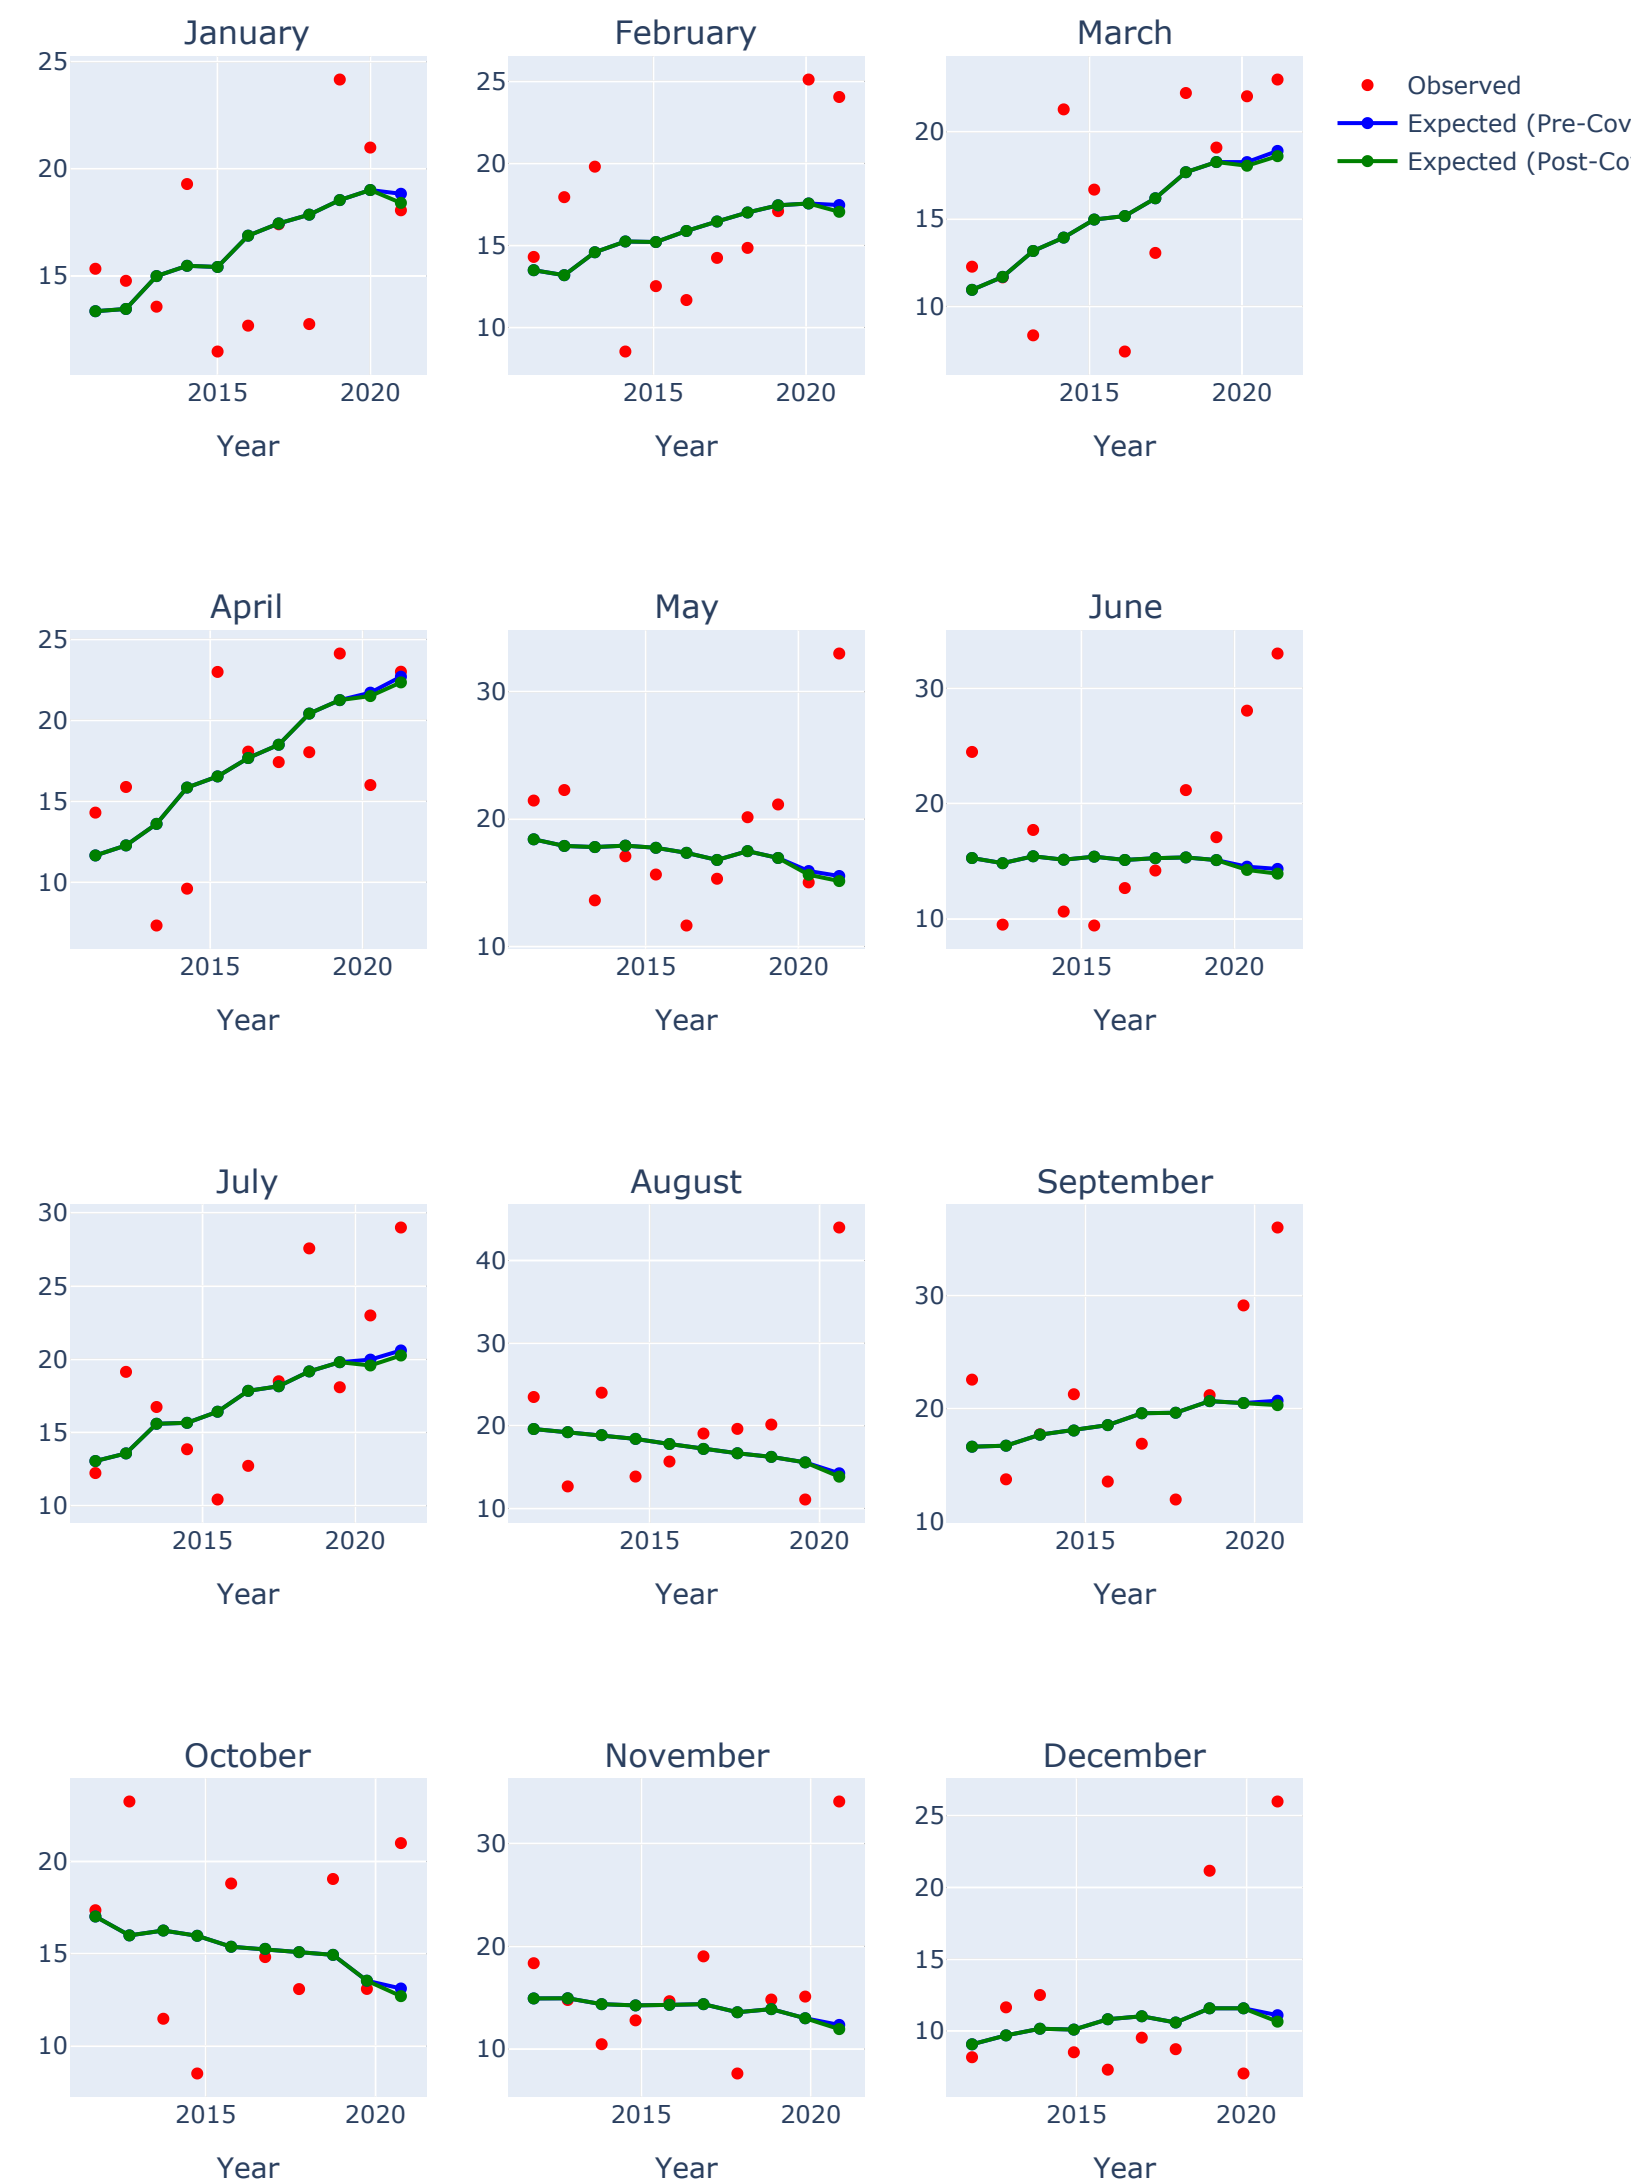 January
February
March
25
20
15
2015
2020
Year
25
20
15
10
2015
2020
Year
20
15
10
2015
2020
Year
Observed
Expected (Pre-Cov
Expected (Post-Co
April
May
June
25
20
15
10
2015
2020
Year
30
20
10
2015
2020
Year
30
20
10
2015
2020
Year
July
August
September
30
25
20
15
10
2015
2020
Year
40
30
20
10
2015
2020
Year
30
20
10
2015
2020
Year
October
November
December
20
15
10
2015
2020
Year
30
20
10
2015
2020
Year
25
20
15
10
2015
2020
Year